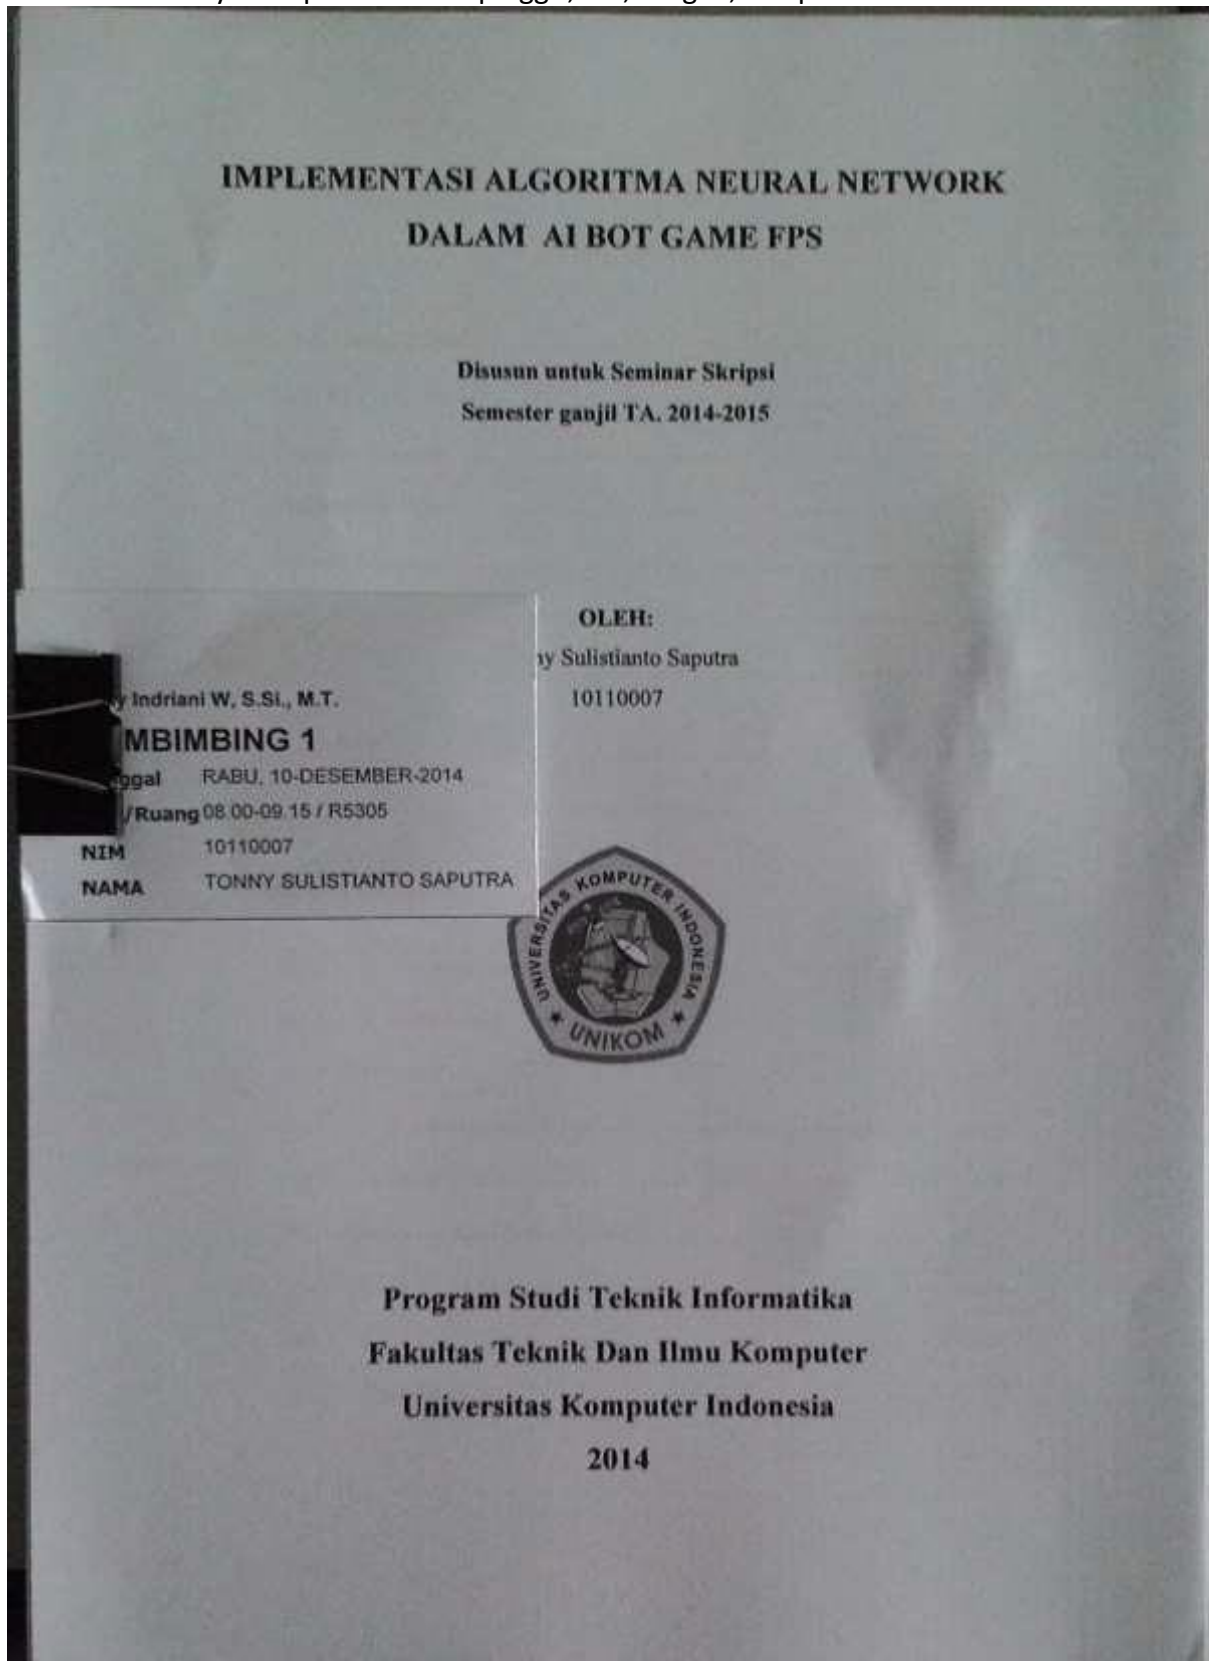 IMPLEMENTASI ALGORITMA NEURAL NETWORK
DALAM AI BOT GAME FPS
Disusun untuk Seminar Skripsi
Semester ganjil TA. 2014-2015
OLEH:
ny Sulistianto Saputra
10110007
y Indriani W, S.Si., M.T.
MBIMBING 1
ggal RABU, 10-DESEMBER-2014
/Ruang 08.00-09.15 / R5305
NIM 10110007
NAMA TONNY SULISTIANTO SAPUTRA
UNIVERSITAS KOMPUTER INDONESIA
UNIKOM
Program Studi Teknik Informatika
Fakultas Teknik Dan Ilmu Komputer
Universitas Komputer Indonesia
2014